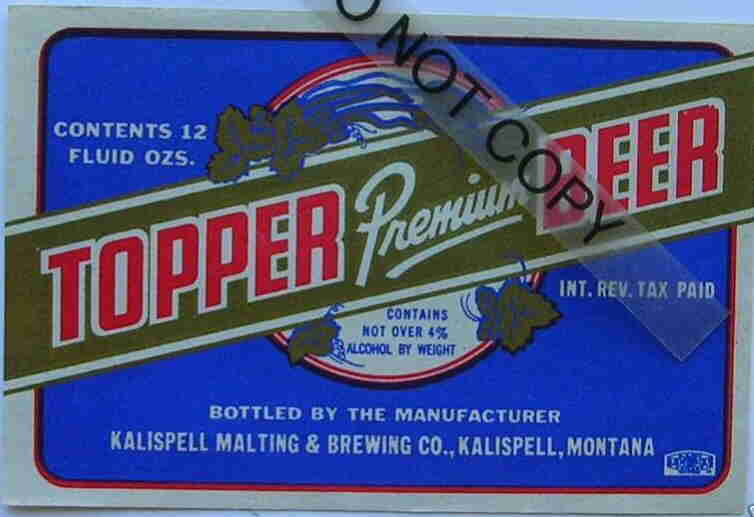 DO NOT COPY
CONTENTS 12
FLUID OZS.
TOPPER Premium BEER
INT. REV. TAX PAID
CONTAINS
NOT OVER 4%
ALCOHOL BY WEIGHT
BOTTLED BY THE MANUFACTURER
KALISPELL MALTING & BREWING CO., KALISPELL, MONTANA